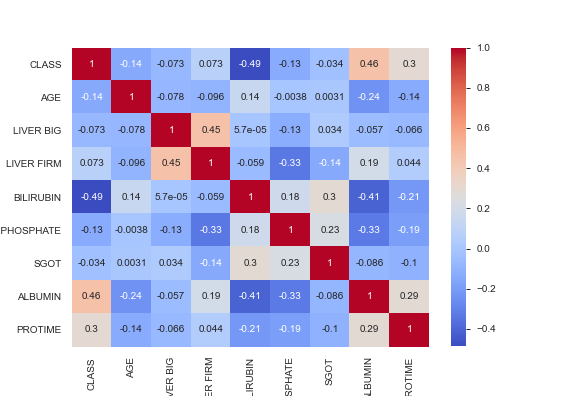 CLASS 1 -0.14 -0.073 0.073 -0.49 -0.13 -0.034 0.46 0.3
AGE -0.14 1 -0.078 -0.096 0.14 -0.0038 0.0031 -0.24 -0.14
LIVER BIG -0.073 -0.078 1 0.45 5.7e-05 -0.13 0.034 -0.057 -0.066
LIVER FIRM 0.073 -0.096 0.45 1 -0.059 -0.33 -0.14 0.19 0.044
BILIRUBIN -0.49 0.14 5.7e-05 -0.059 1 0.18 0.3 -0.41 -0.21
PHOSPHATE -0.13 -0.0038 -0.13 -0.33 0.18 1 0.23 -0.33 -0.19
SGOT -0.034 0.0031 0.034 -0.14 0.3 0.23 1 -0.086 -0.1
ALBUMIN 0.46 -0.24 -0.057 0.19 -0.41 -0.33 -0.086 1 0.29
PROTIME 0.3 -0.14 -0.066 0.044 -0.21 -0.19 -0.1 0.29 1
CLASS
AGE
VER BIG
ER FIRM
LIRUBIN
SPHATE
SGOT
ALBUMIN
ROTIME
1.0
0.8
0.6
0.4
0.2
0.0
−0.2
−0.4